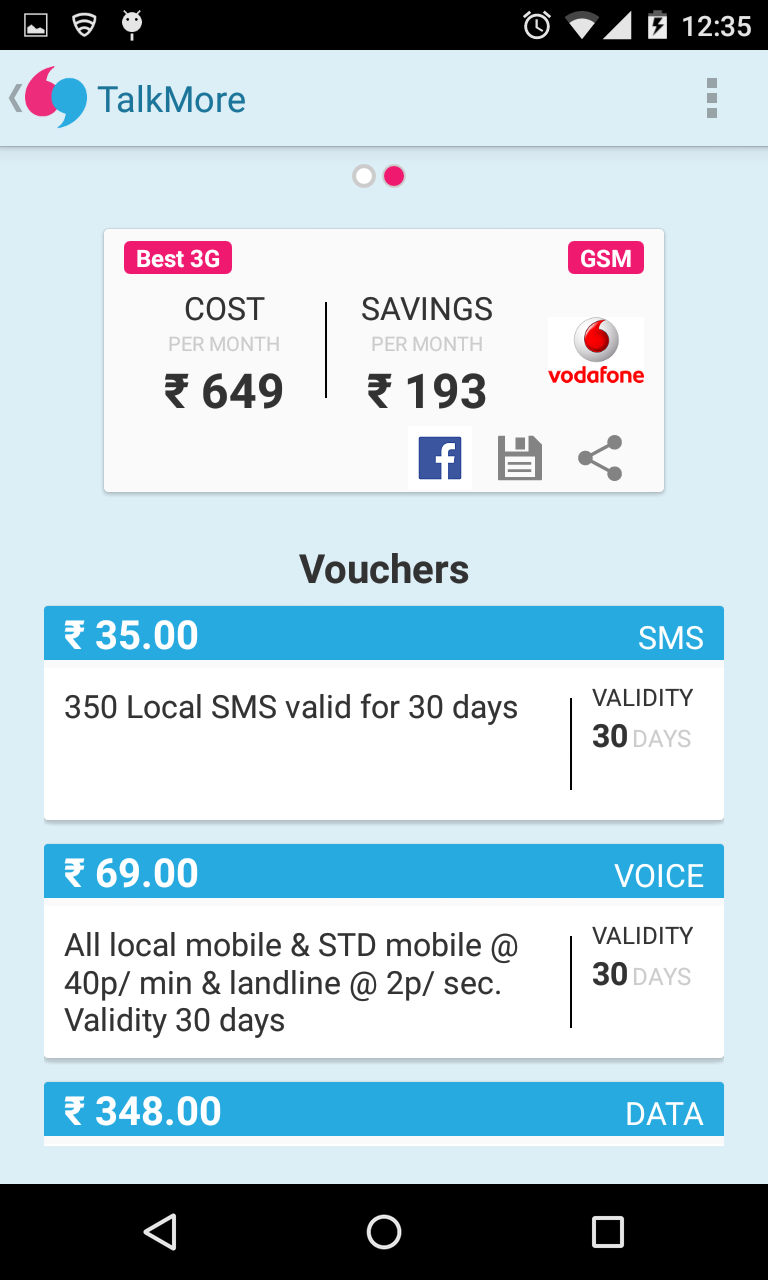 12:35
TalkMore
Best 3G
GSM
COST
SAVINGS
PER MONTH
PER MONTH
₹ 649
₹ 193
vodafone
Vouchers
₹ 35.00
SMS
350 Local SMS valid for 30 days
VALIDITY
30 DAYS
₹ 69.00
VOICE
All local mobile & STD mobile @
40p/ min & landline @ 2p/ sec.
Validity 30 days
VALIDITY
30 DAYS
₹ 348.00
DATA